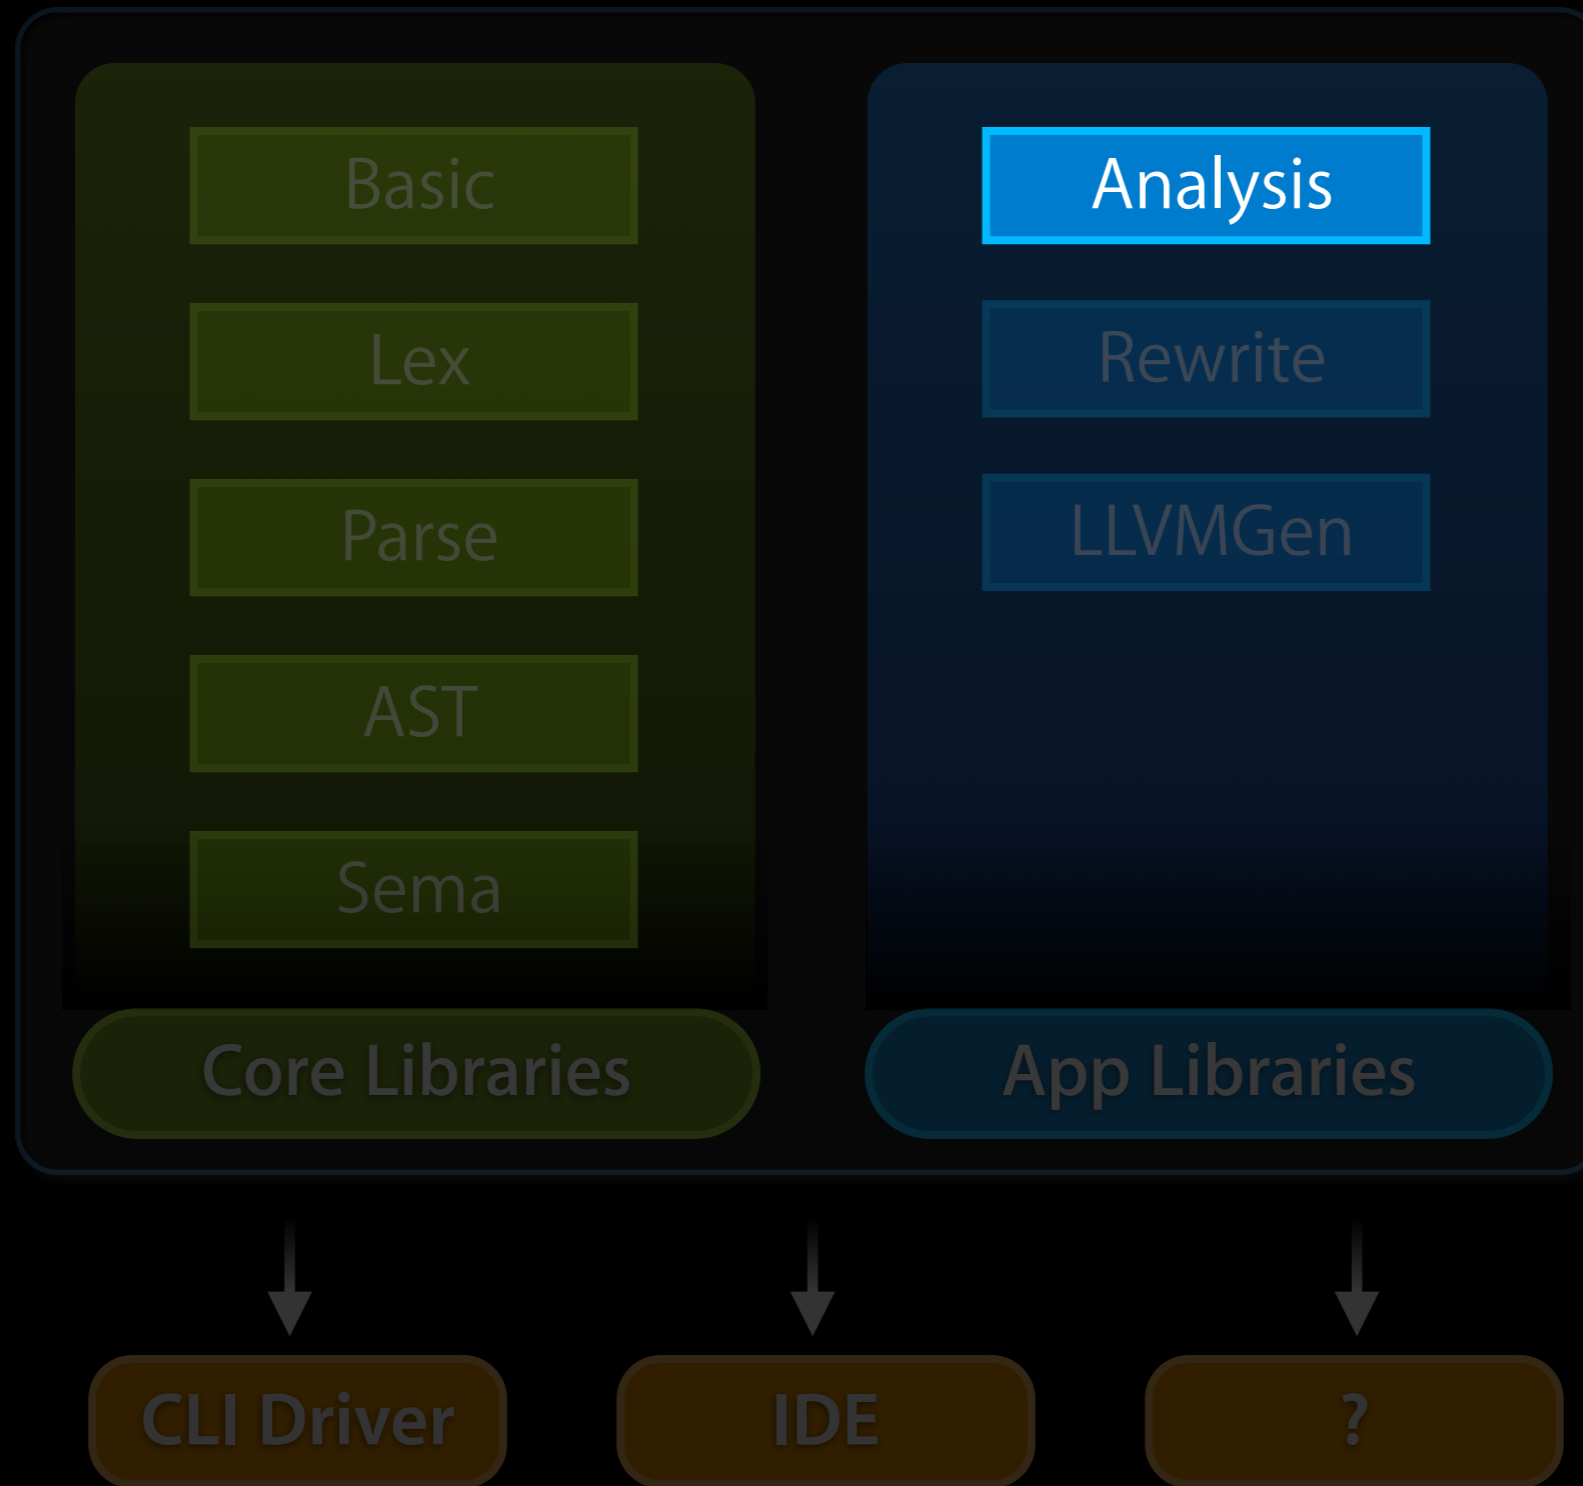 Basic
Lex
Parse
AST
Sema
Core Libraries
Analysis
Rewrite
LLVMGen
App Libraries
CLI Driver
IDE
?